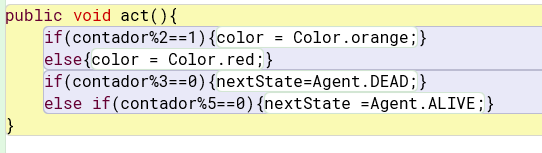 public void act(){
if(contador%2==1){color = Color.orange;}
else{color = Color.red;}
if(contador%3==0){nextState=Agent.DEAD;}
else if(contador%5==0){nextState =Agent.ALIVE;}
}